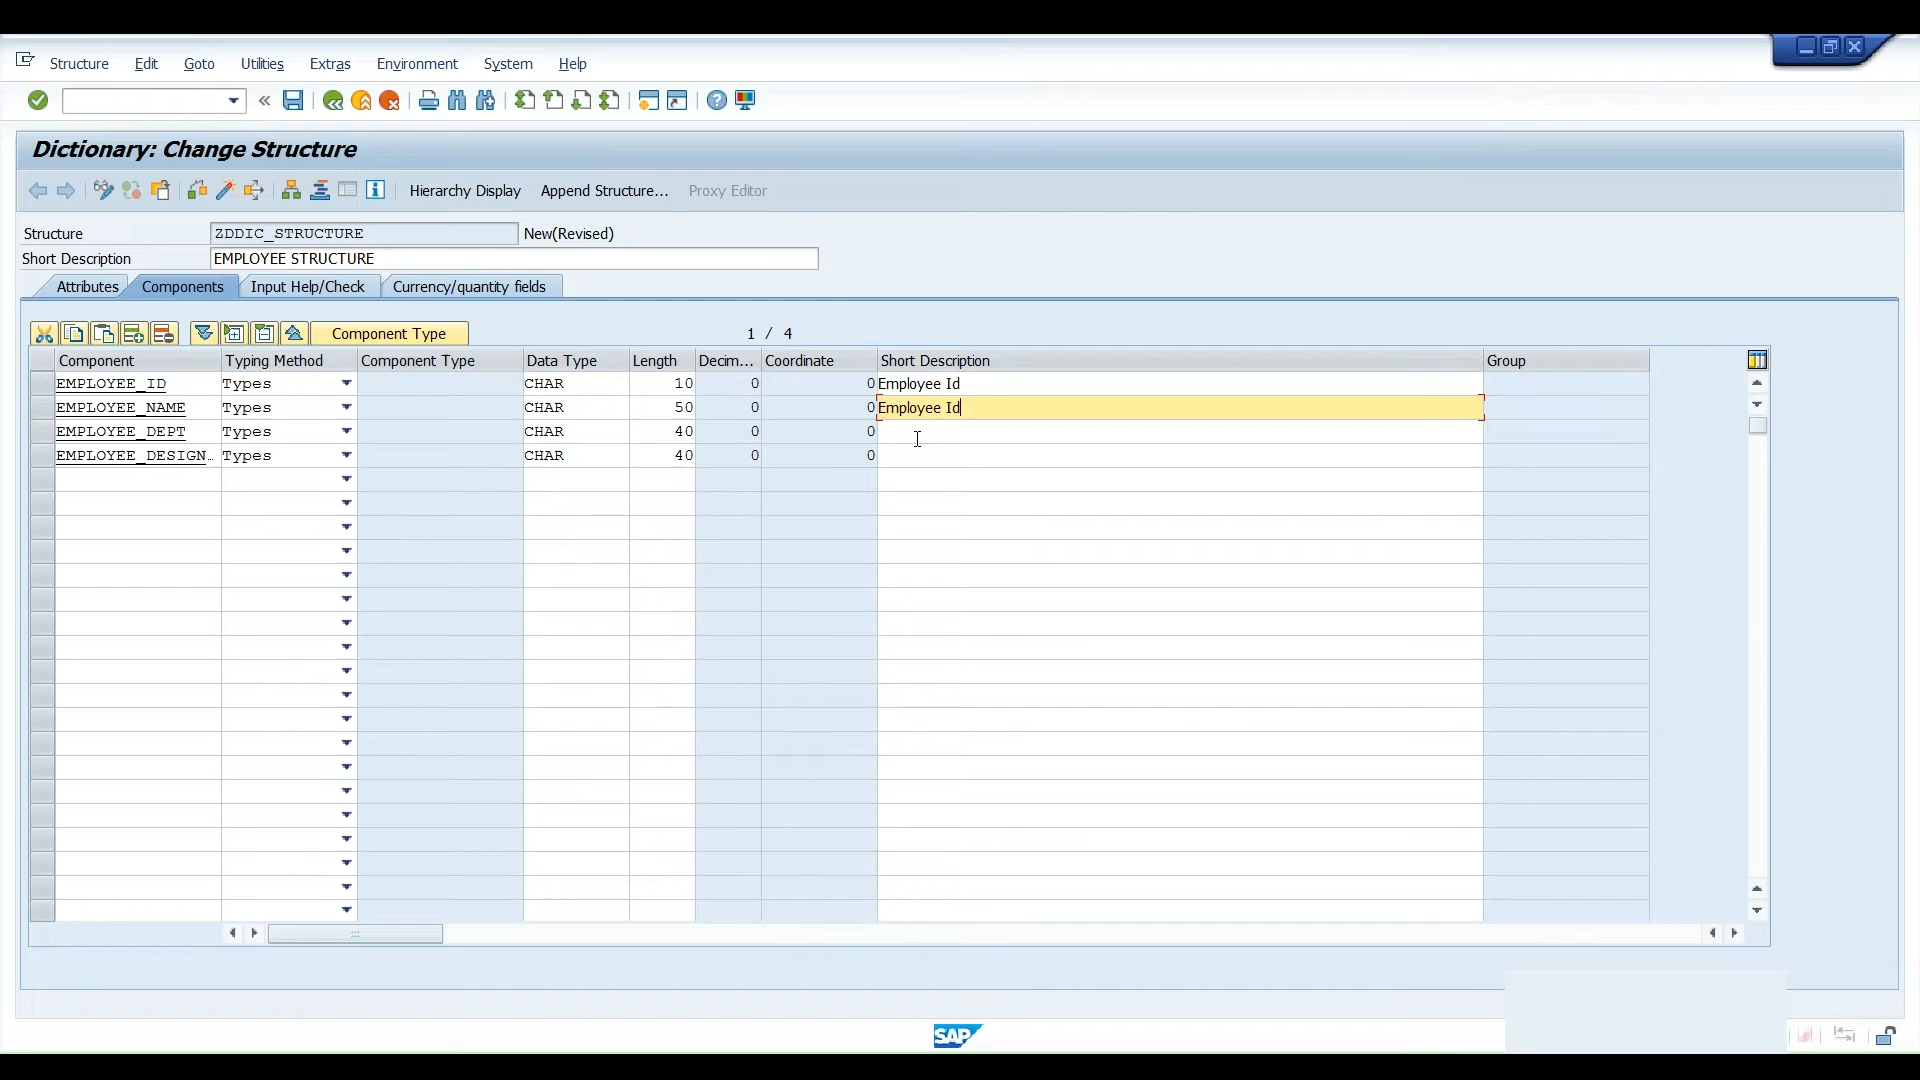 Structure Edit Goto Utilities Extras Environment System Help
Dictionary: Change Structure
Hierarchy Display Append Structure... Proxy Editor
Structure ZDDIC_STRUCTURE New(Revised)
Short Description EMPLOYEE STRUCTURE
Attributes Components Input Help/Check Currency/quantity fields
Component Type 1 / 4
Component Typing Method Component Type Data Type Length Decim... Coordinate Short Description Group
EMPLOYEE_ID Types CHAR 10 0 0 Employee Id
EMPLOYEE_NAME Types CHAR 50 0 0 Employee Id
EMPLOYEE_DEPT Types CHAR 40 0 0
EMPLOYEE_DESIGN… Types CHAR 40 0 0
SAP